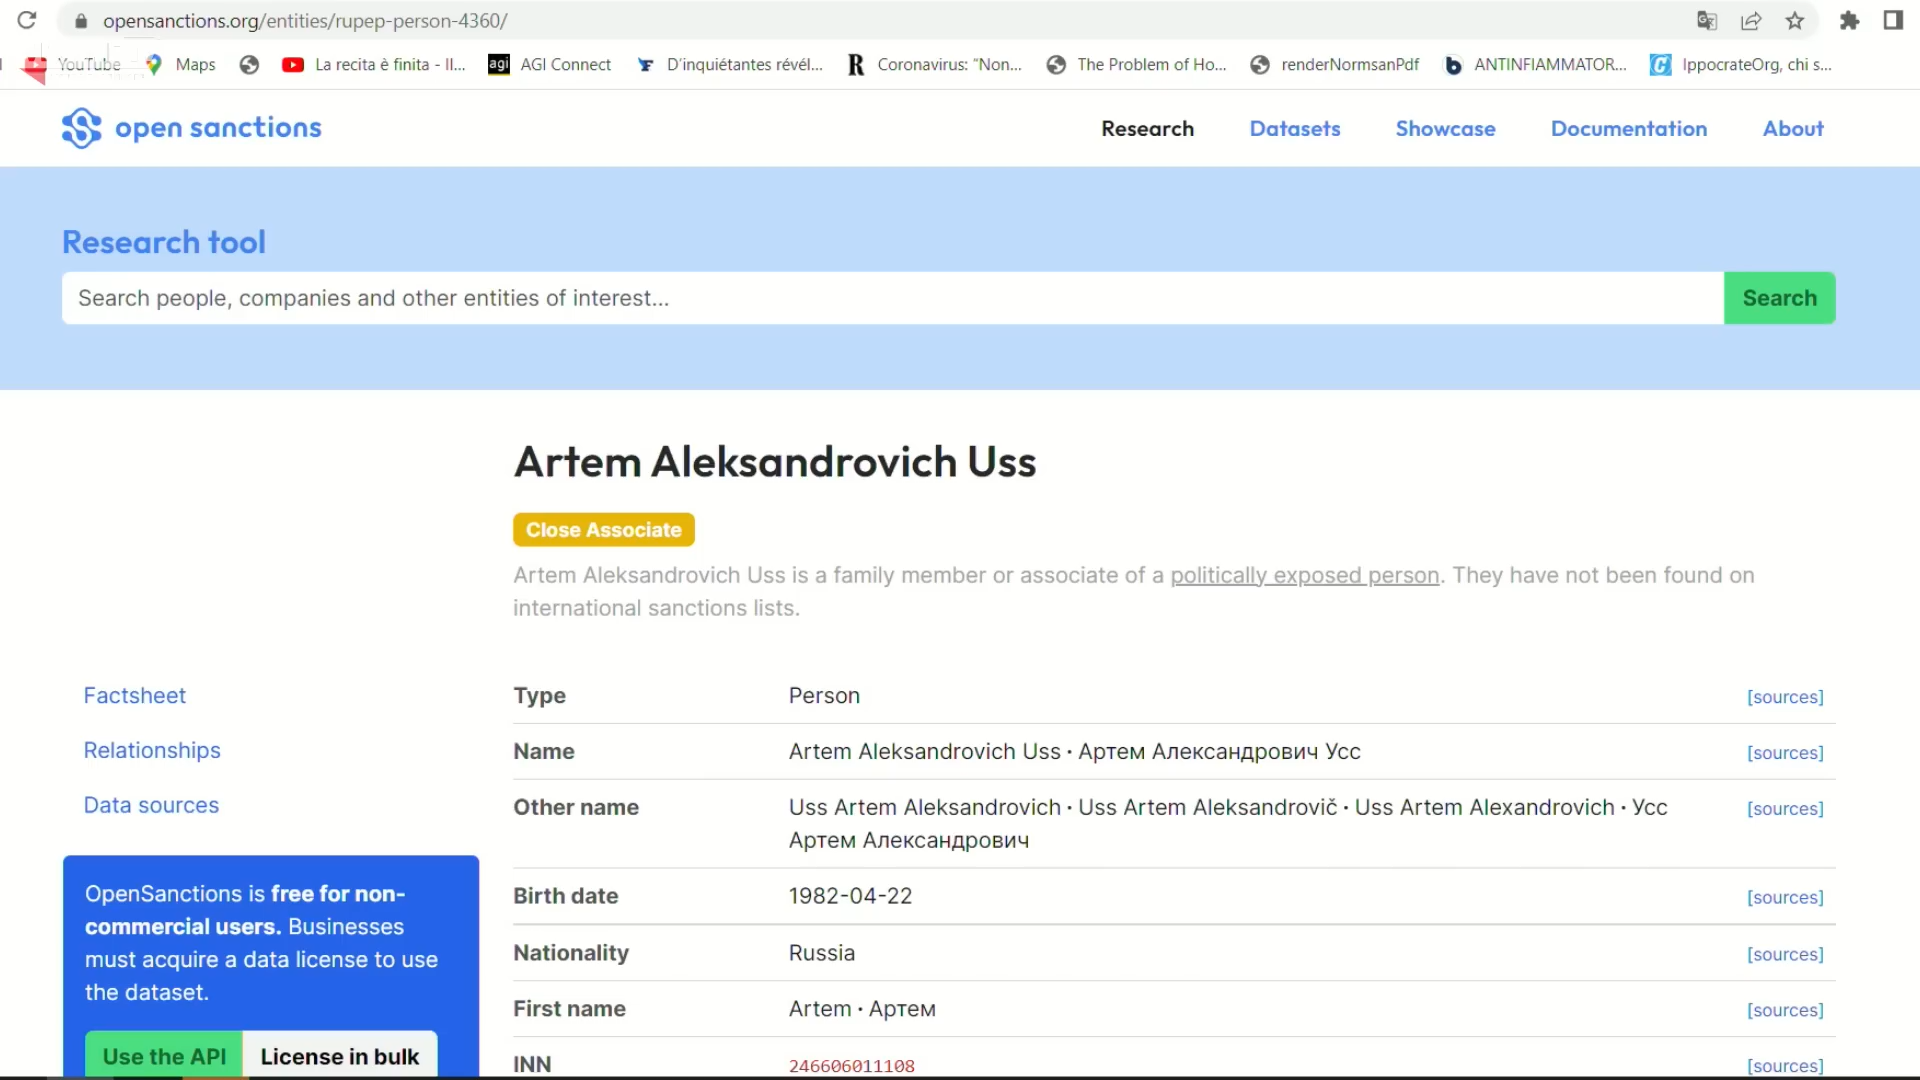 opensanctions.org/entities/rupep-person-4360/
YouTube Maps La recita è finita - Il... AGI Connect D'inquiétantes révél... Coronavirus: "Non... The Problem of Ho... renderNormsanPdf ANTINFIAMMATOR... IppocrateOrg, chi s...
open sanctions Research Datasets Showcase Documentation About
Research tool
Search people, companies and other entities of interest... Search
Artem Aleksandrovich Uss
Close Associate
Artem Aleksandrovich Uss is a family member or associate of a politically exposed person. They have not been found on
international sanctions lists.
Factsheet
Relationships
Data sources
Type Person [sources]
Name Artem Aleksandrovich Uss · Артем Александрович Усс [sources]
Other name Uss Artem Aleksandrovich · Uss Artem Aleksandrovič · Uss Artem Alexandrovich · Усс [sources]
Артем Александрович
Birth date 1982-04-22 [sources]
Nationality Russia [sources]
First name Artem · Артем [sources]
INN 246606011108 [sources]
OpenSanctions is free for non-
commercial users. Businesses
must acquire a data license to use
the dataset.
Use the API License in bulk